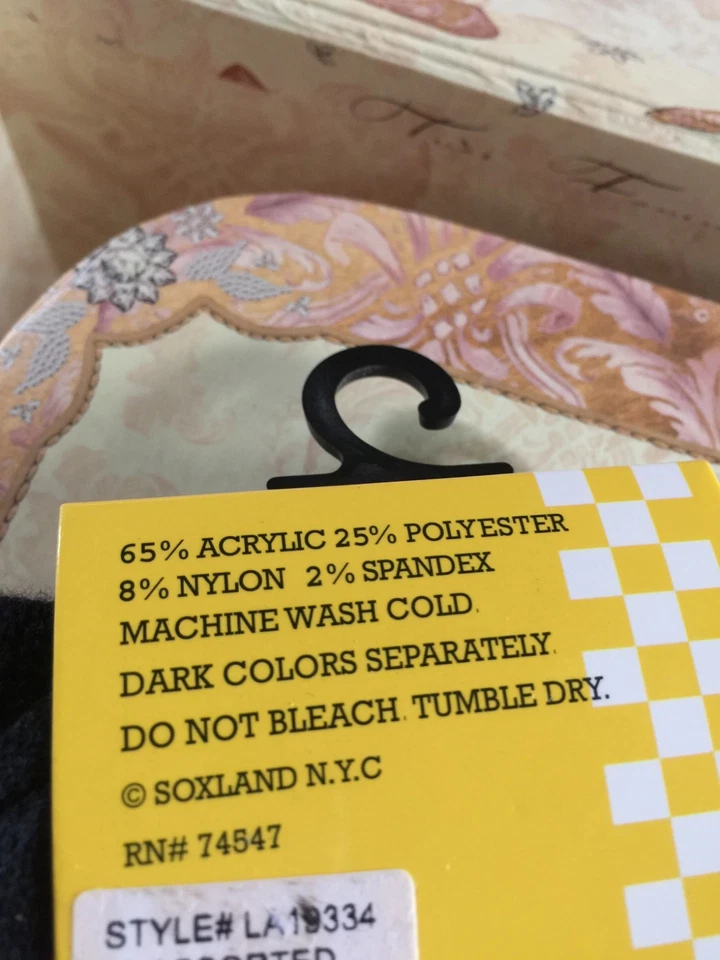 65% ACRYLIC 25% POLYESTER
8% NYLON 2% SPANDEX
MACHINE WASH COLD.
DARK COLORS SEPARATELY.
DO NOT BLEACH. TUMBLE DRY.
© SOXLAND N.Y.C
RN# 74547
STYLE# LA19334
ASSORTED